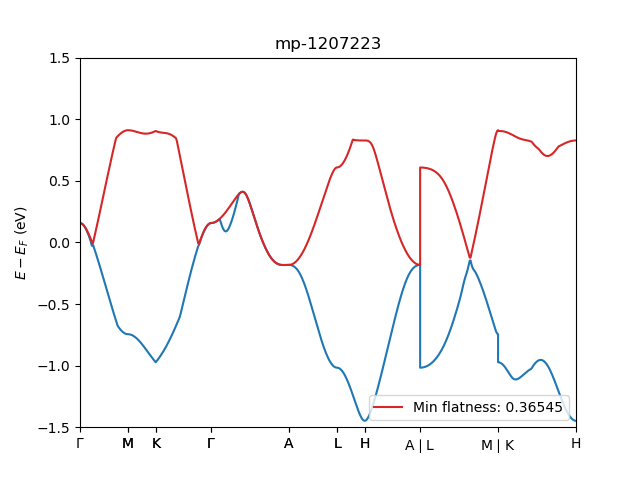 mp-1207223
E − E_F (eV)
1.5
1.0
0.5
0.0
−0.5
−1.0
−1.5
Min flatness: 0.36545
Γ M K Γ A L H A | L M | K H